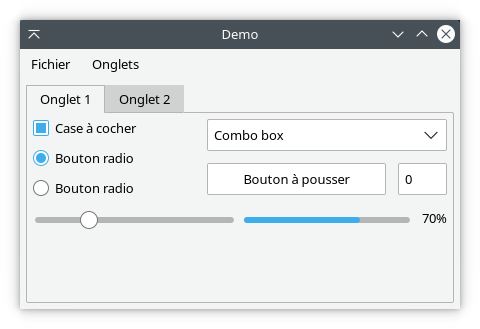 Demo
Fichier Onglets
Onglet 1 Onglet 2
Case à cocher
Combo box
Bouton radio
Bouton à pousser 0
Bouton radio
70%